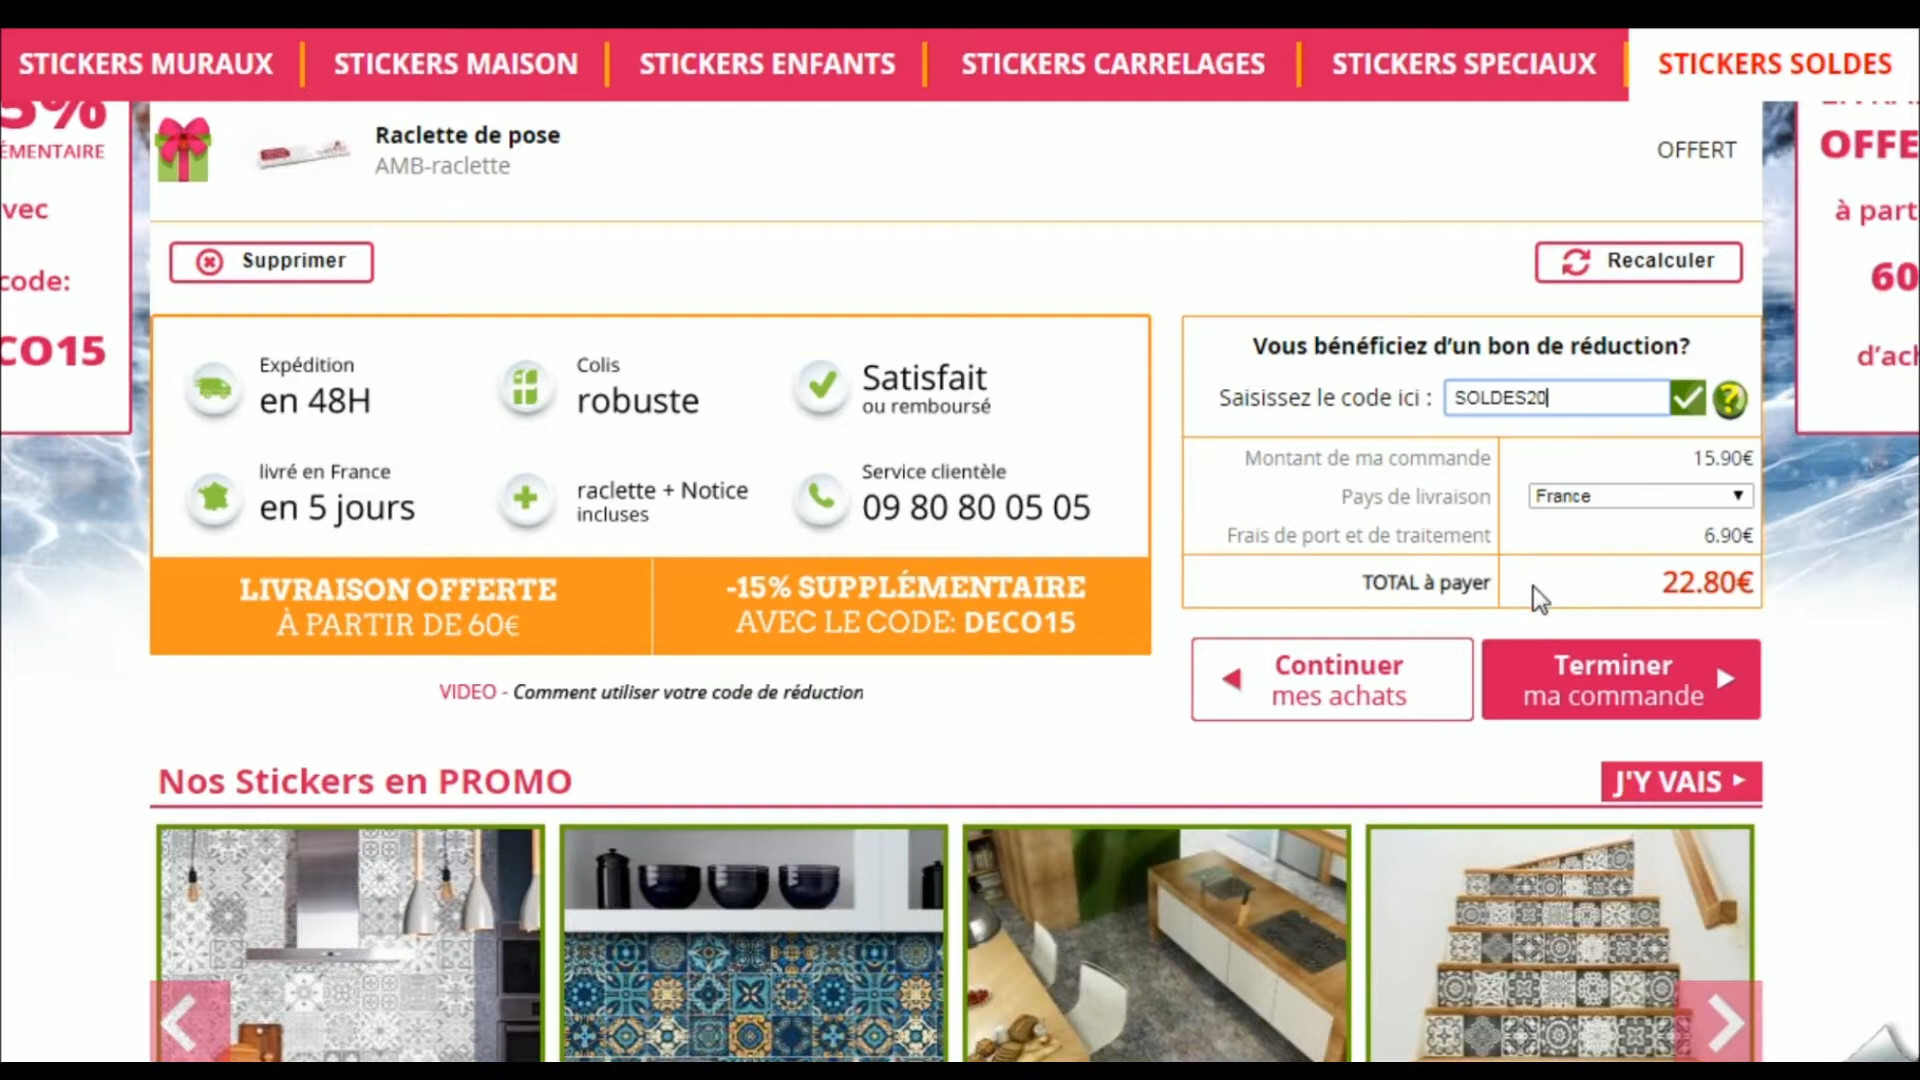 STICKERS MURAUX
STICKERS MAISON
STICKERS ENFANTS
STICKERS CARRELAGES
STICKERS SPECIAUX
STICKERS SOLDES
5%
ÉMENTAIRE
vec
code:
CO15
Raclette de pose
AMB-raclette
OFFERT
OFFE
à part
60
d'ach
Supprimer
Recalculer
Expédition
en 48H
Colis
robuste
Satisfait
ou remboursé
livré en France
en 5 jours
raclette + Notice
incluses
Service clientèle
09 80 80 05 05
LIVRAISON OFFERTE
À PARTIR DE 60€
-15% SUPPLÉMENTAIRE
AVEC LE CODE: DECO15
VIDEO - Comment utiliser votre code de réduction
Vous bénéficiez d'un bon de réduction?
Saisissez le code ici : SOLDES20
Montant de ma commande 15.90€
Pays de livraison France
Frais de port et de traitement 6.90€
TOTAL à payer 22.80€
Continuer
mes achats
Terminer
ma commande
Nos Stickers en PROMO
J'Y VAIS